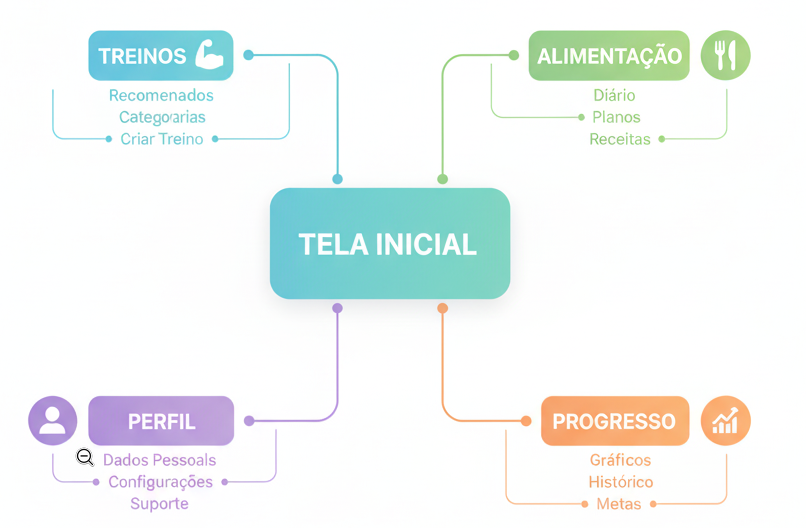 TREINOS
Recomenados
Categorarias
Criar Treino
ALIMENTAÇÃO
Diário
Planos
Receitas
TELA INICIAL
PERFIL
Dados Pessoals
Configurações
Suporte
PROGRESSO
Gráficos
Histórico
Metas